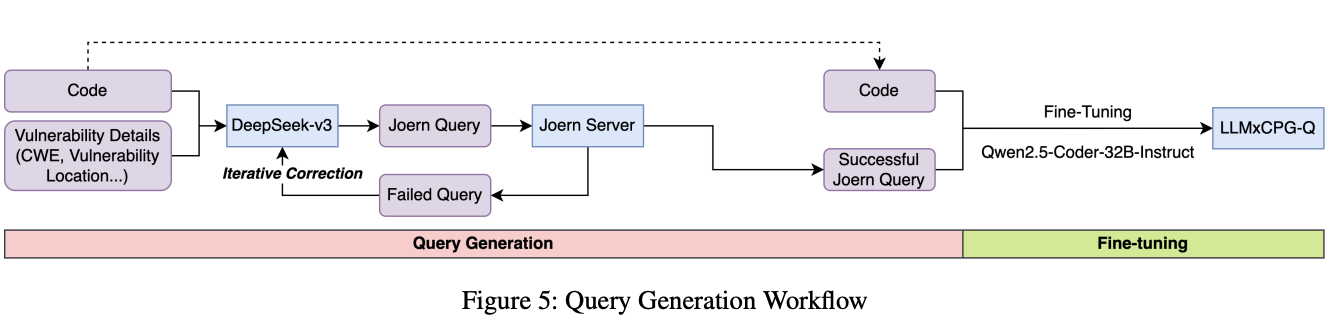 Code
Vulnerability Details
(CWE, Vulnerability
Location...)
DeepSeek-v3
Iterative Correction
Joern Query
Failed Query
Joern Server
Code
Successful
Joern Query
Fine-Tuning
Qwen2.5-Coder-32B-Instruct
LLMxCPG-Q
Query Generation
Fine-tuning
Figure 5: Query Generation Workflow